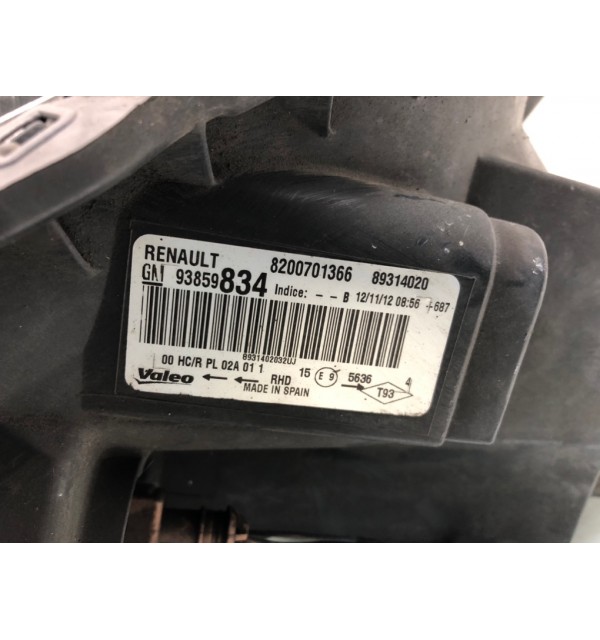 RENAULT 8200701366 89314020
GM 93859834 Indice: - - B 12/11/12 08:56 -687
8931402032UJ
00 HC/R PL 02A 01 1
Valeo RHD 15 E9 5636 4
MADE IN SPAIN T93